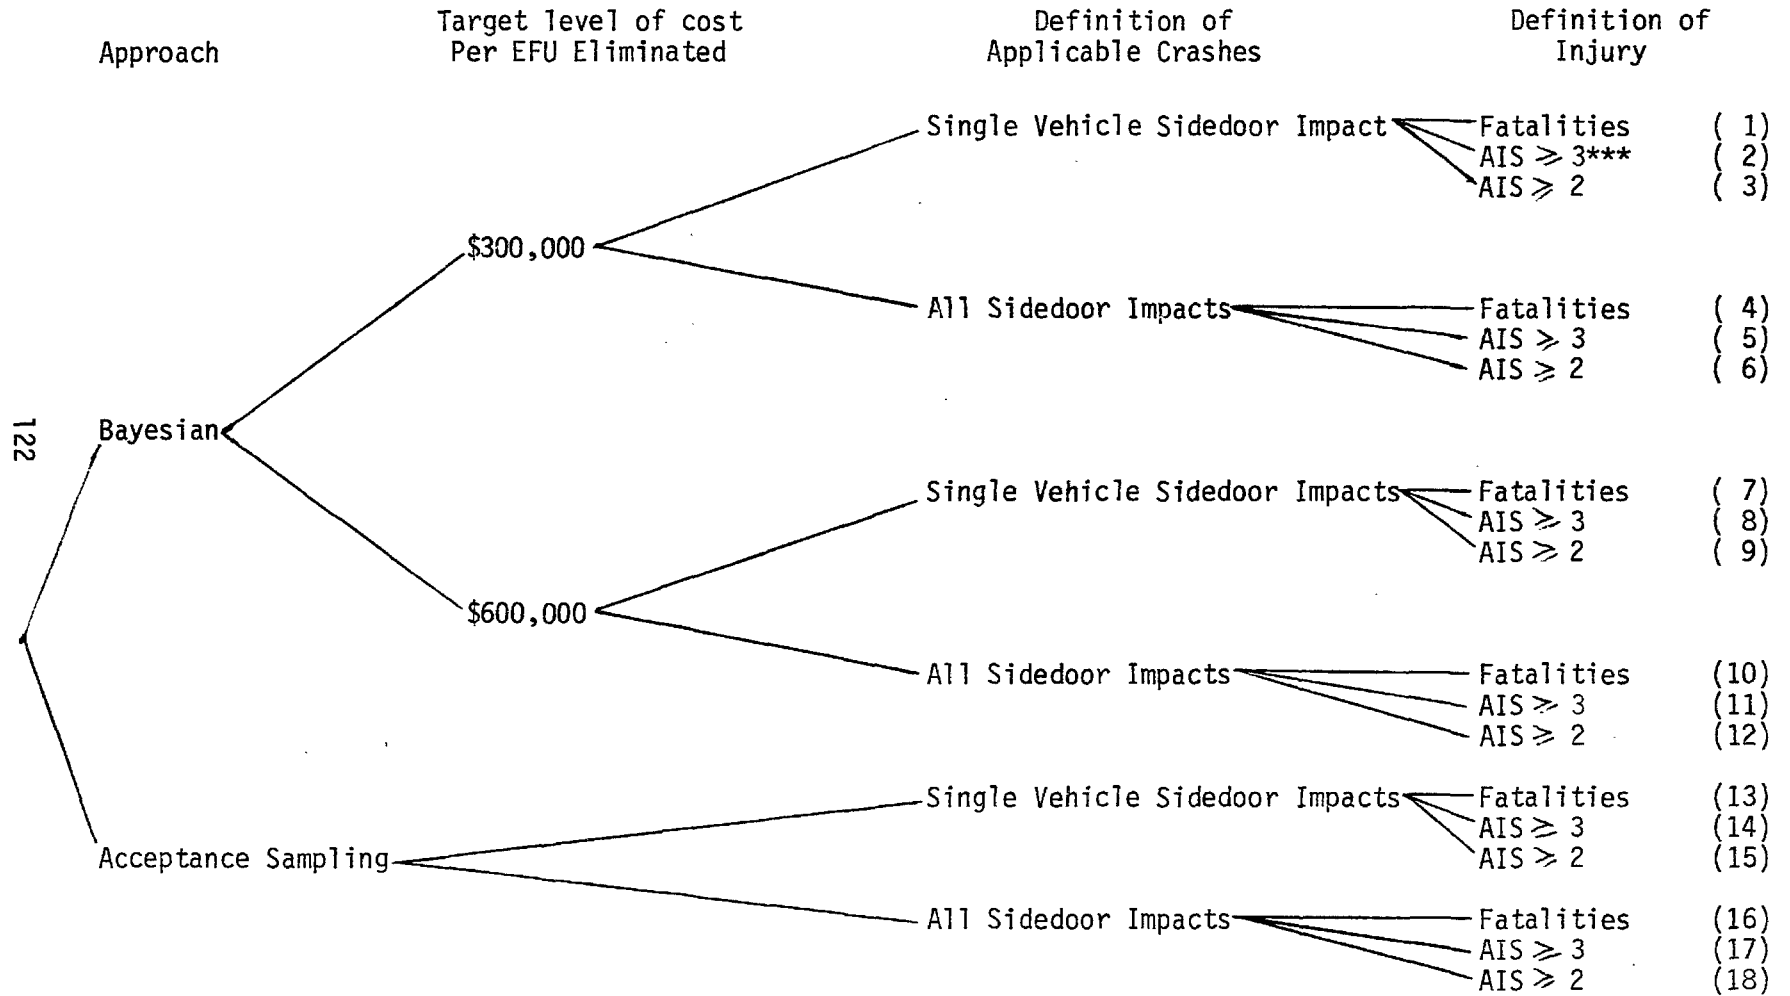 Target level of cost Definition of Definition of
Approach Per EFU Eliminated Applicable Crashes Injury
Single Vehicle Sidedoor Impact Fatalities ( 1)
AIS ⩾ 3*** ( 2)
AIS ⩾ 2 ( 3)
$300,000
All Sidedoor Impacts Fatalities ( 4)
AIS ⩾ 3 ( 5)
AIS ⩾ 2 ( 6)
122
Bayesian
Single Vehicle Sidedoor Impacts Fatalities ( 7)
AIS ⩾ 3 ( 8)
AIS ⩾ 2 ( 9)
$600,000
All Sidedoor Impacts Fatalities (10)
AIS ⩾ 3 (11)
AIS ⩾ 2 (12)
Single Vehicle Sidedoor Impacts Fatalities (13)
AIS ⩾ 3 (14)
Acceptance Sampling AIS ⩾ 2 (15)
All Sidedoor Impacts Fatalities (16)
AIS ⩾ 3 (17)
AIS ⩾ 2 (18)